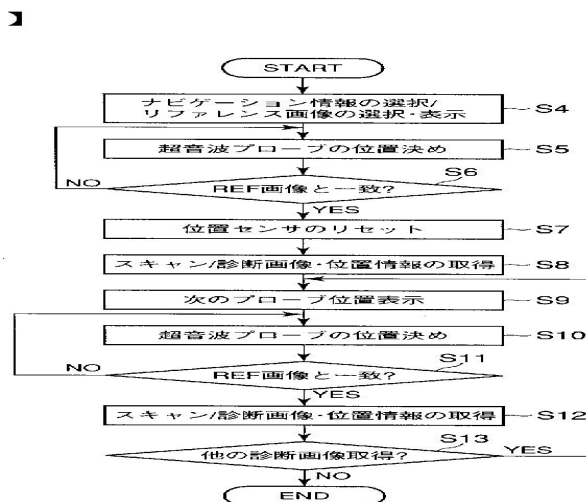 】
START
ナビゲーション情報の選択/
リファレンス画像の選択・表示
S4
超音波プローブの位置決め
S5
S6
REF画像と一致?
NO
YES
位置センサのリセット
S7
スキャン/診断画像・位置情報の取得
S8
次のプローブ位置表示
S9
超音波プローブの位置決め
S10
S11
REF画像と一致?
NO
YES
スキャン/診断画像・位置情報の取得
S12
S13
他の診断画像取得?
YES
NO
END